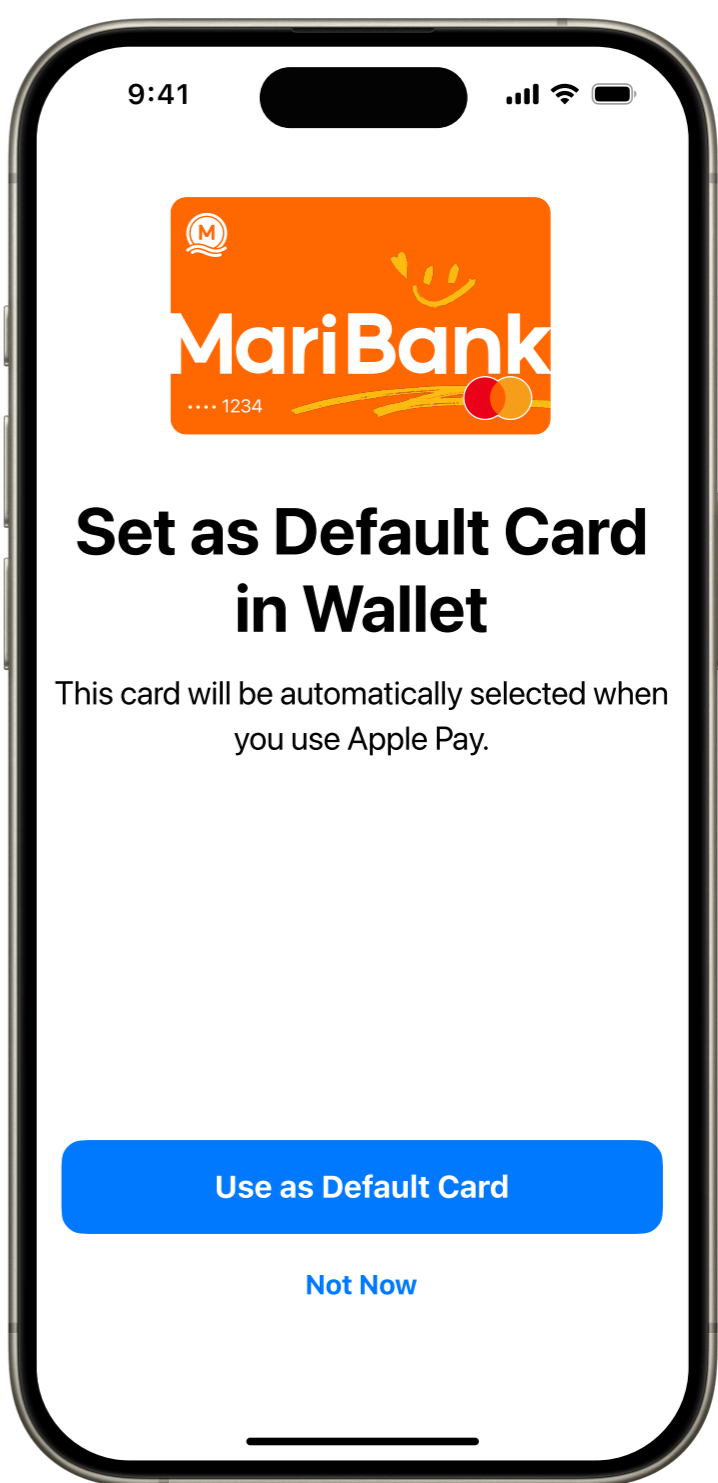 9:41
M
MariBank
•••• 1234
Set as Default Card
in Wallet
This card will be automatically selected when
you use Apple Pay.
Use as Default Card
Not Now